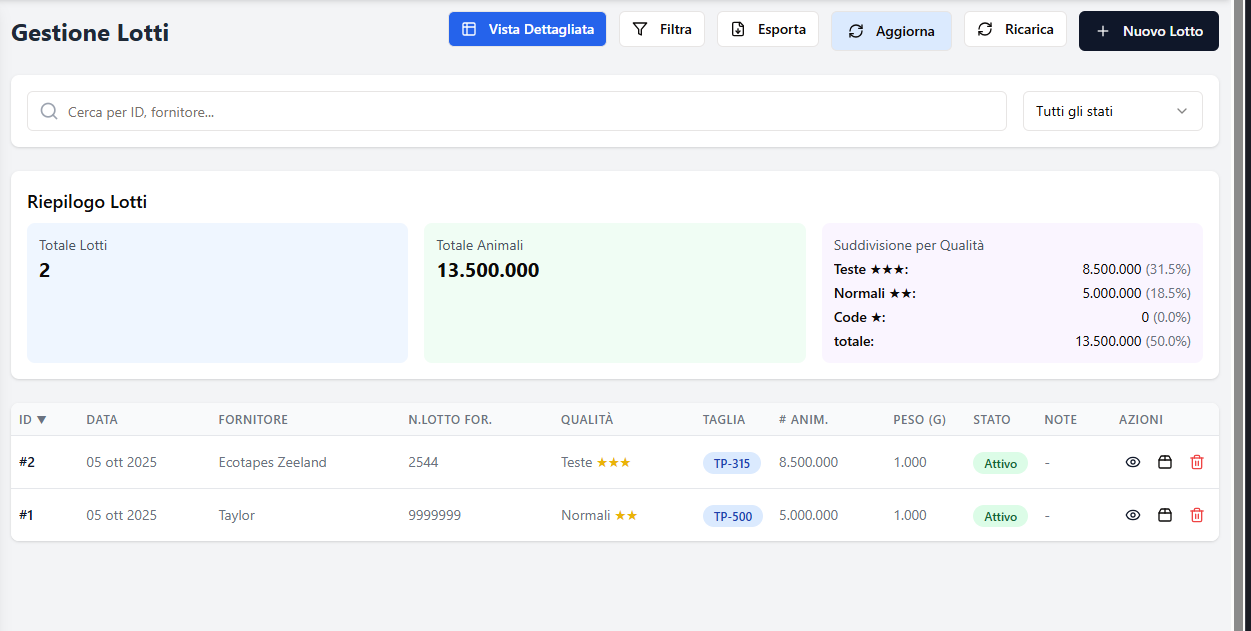 Gestione Lotti
Vista Dettagliata Filtra Esporta Aggiorna Ricarica + Nuovo Lotto
Cerca per ID, fornitore... Tutti gli stati
Riepilogo Lotti
Totale Lotti
2
Totale Animali
13.500.000
Suddivisione per Qualità
Teste ★★★: 8.500.000 (31.5%)
Normali ★★: 5.000.000 (18.5%)
Code ★: 0 (0.0%)
totale: 13.500.000 (50.0%)
ID ▼ DATA FORNITORE N.LOTTO FOR. QUALITÀ TAGLIA # ANIM. PESO (G) STATO NOTE AZIONI
#2 05 ott 2025 Ecotapes Zeeland 2544 Teste ★★★ TP-315 8.500.000 1.000 Attivo -
#1 05 ott 2025 Taylor 9999999 Normali ★★ TP-500 5.000.000 1.000 Attivo -